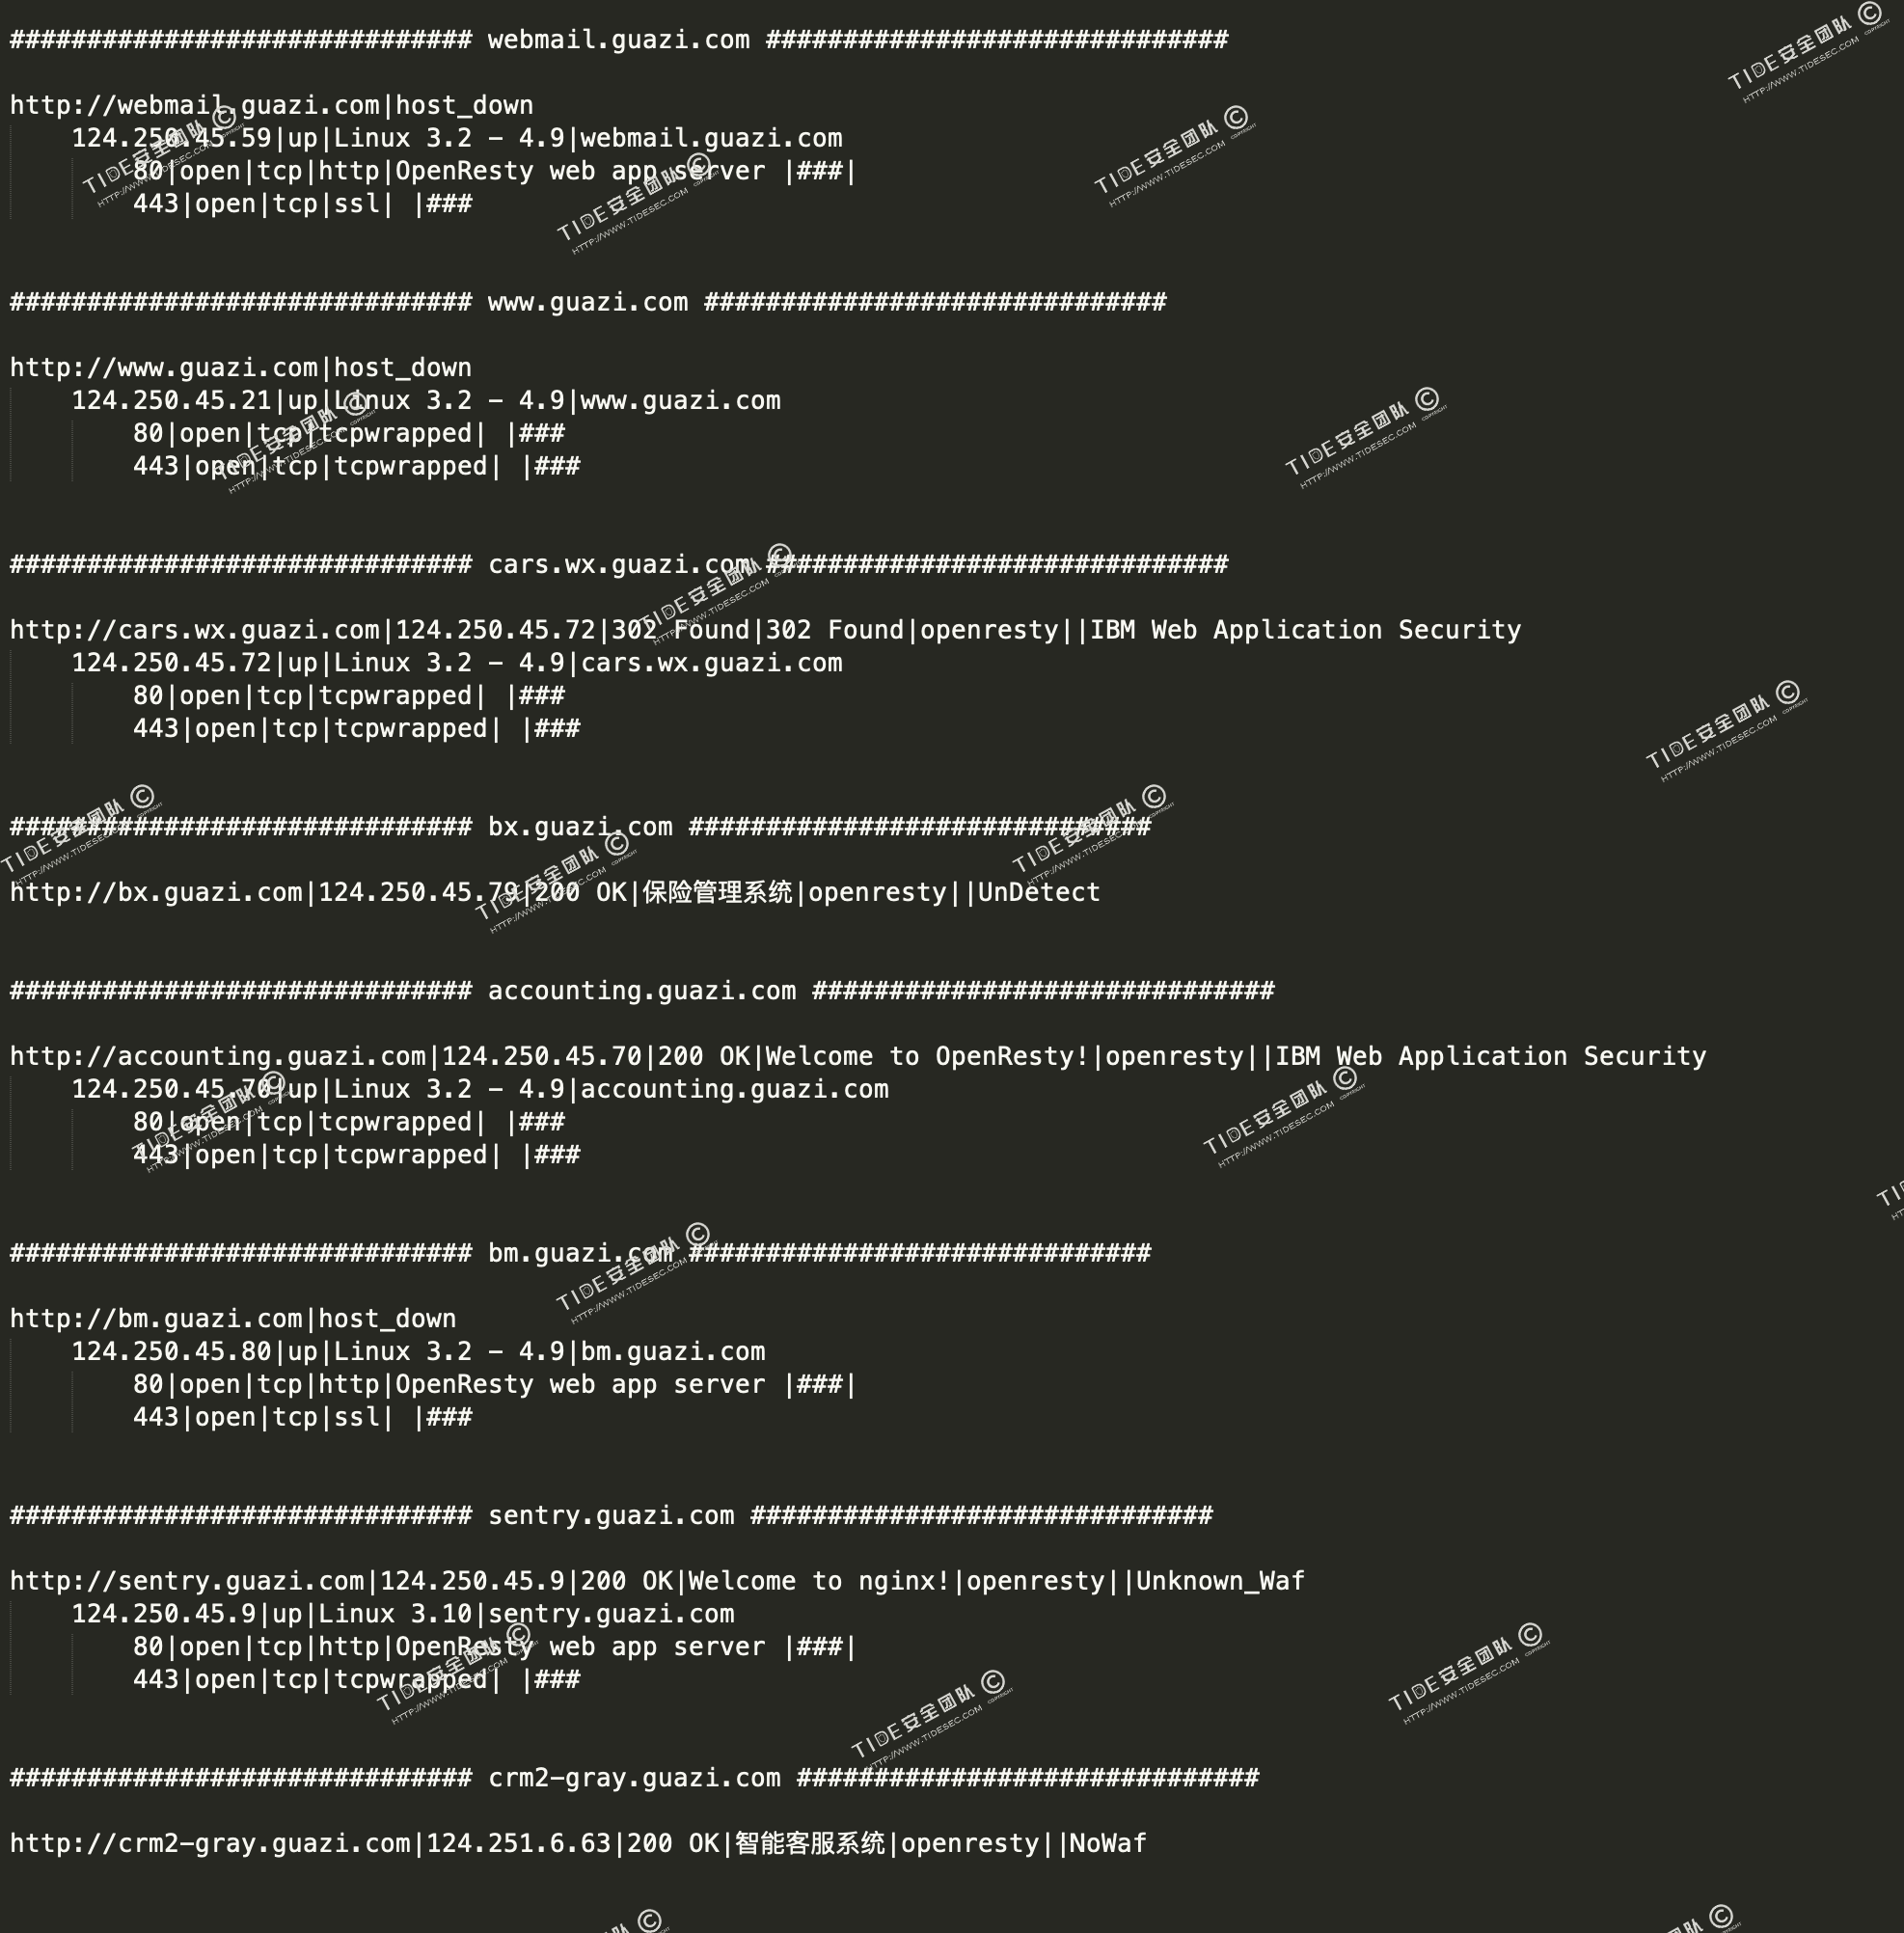 ############################## webmail.guazi.com ##############################
http://webmail.guazi.com|host_down
124.250.45.59|up|Linux 3.2 - 4.9|webmail.guazi.com
80|open|tcp|http|OpenResty web app server |###|
443|open|tcp|ssl| |###
############################## www.guazi.com ##############################
http://www.guazi.com|host_down
124.250.45.21|up|Linux 3.2 - 4.9|www.guazi.com
80|open|tcp|tcpwrapped| |###
443|open|tcp|tcpwrapped| |###
############################## cars.wx.guazi.com ##############################
http://cars.wx.guazi.com|124.250.45.72|302 Found|302 Found|openresty||IBM Web Application Security
124.250.45.72|up|Linux 3.2 - 4.9|cars.wx.guazi.com
80|open|tcp|tcpwrapped| |###
443|open|tcp|tcpwrapped| |###
############################## bx.guazi.com ##############################
http://bx.guazi.com|124.250.45.79|200 OK|保险管理系统|openresty||UnDetect
############################## accounting.guazi.com ##############################
http://accounting.guazi.com|124.250.45.70|200 OK|Welcome to OpenResty!|openresty||IBM Web Application Security
124.250.45.70|up|Linux 3.2 - 4.9|accounting.guazi.com
80|open|tcp|tcpwrapped| |###
443|open|tcp|tcpwrapped| |###
############################## bm.guazi.com ##############################
http://bm.guazi.com|host_down
124.250.45.80|up|Linux 3.2 - 4.9|bm.guazi.com
80|open|tcp|http|OpenResty web app server |###|
443|open|tcp|ssl| |###
############################## sentry.guazi.com ##############################
http://sentry.guazi.com|124.250.45.9|200 OK|Welcome to nginx!|openresty||Unknown_Waf
124.250.45.9|up|Linux 3.10|sentry.guazi.com
80|open|tcp|http|OpenResty web app server |###|
443|open|tcp|tcpwrapped| |###
############################## crm2-gray.guazi.com ##############################
http://crm2-gray.guazi.com|124.251.6.63|200 OK|智能客服系统|openresty||NoWaf
TIDE安全团队 ©
HTTP://WWW.TIDESEC.COM COPYRIGHT